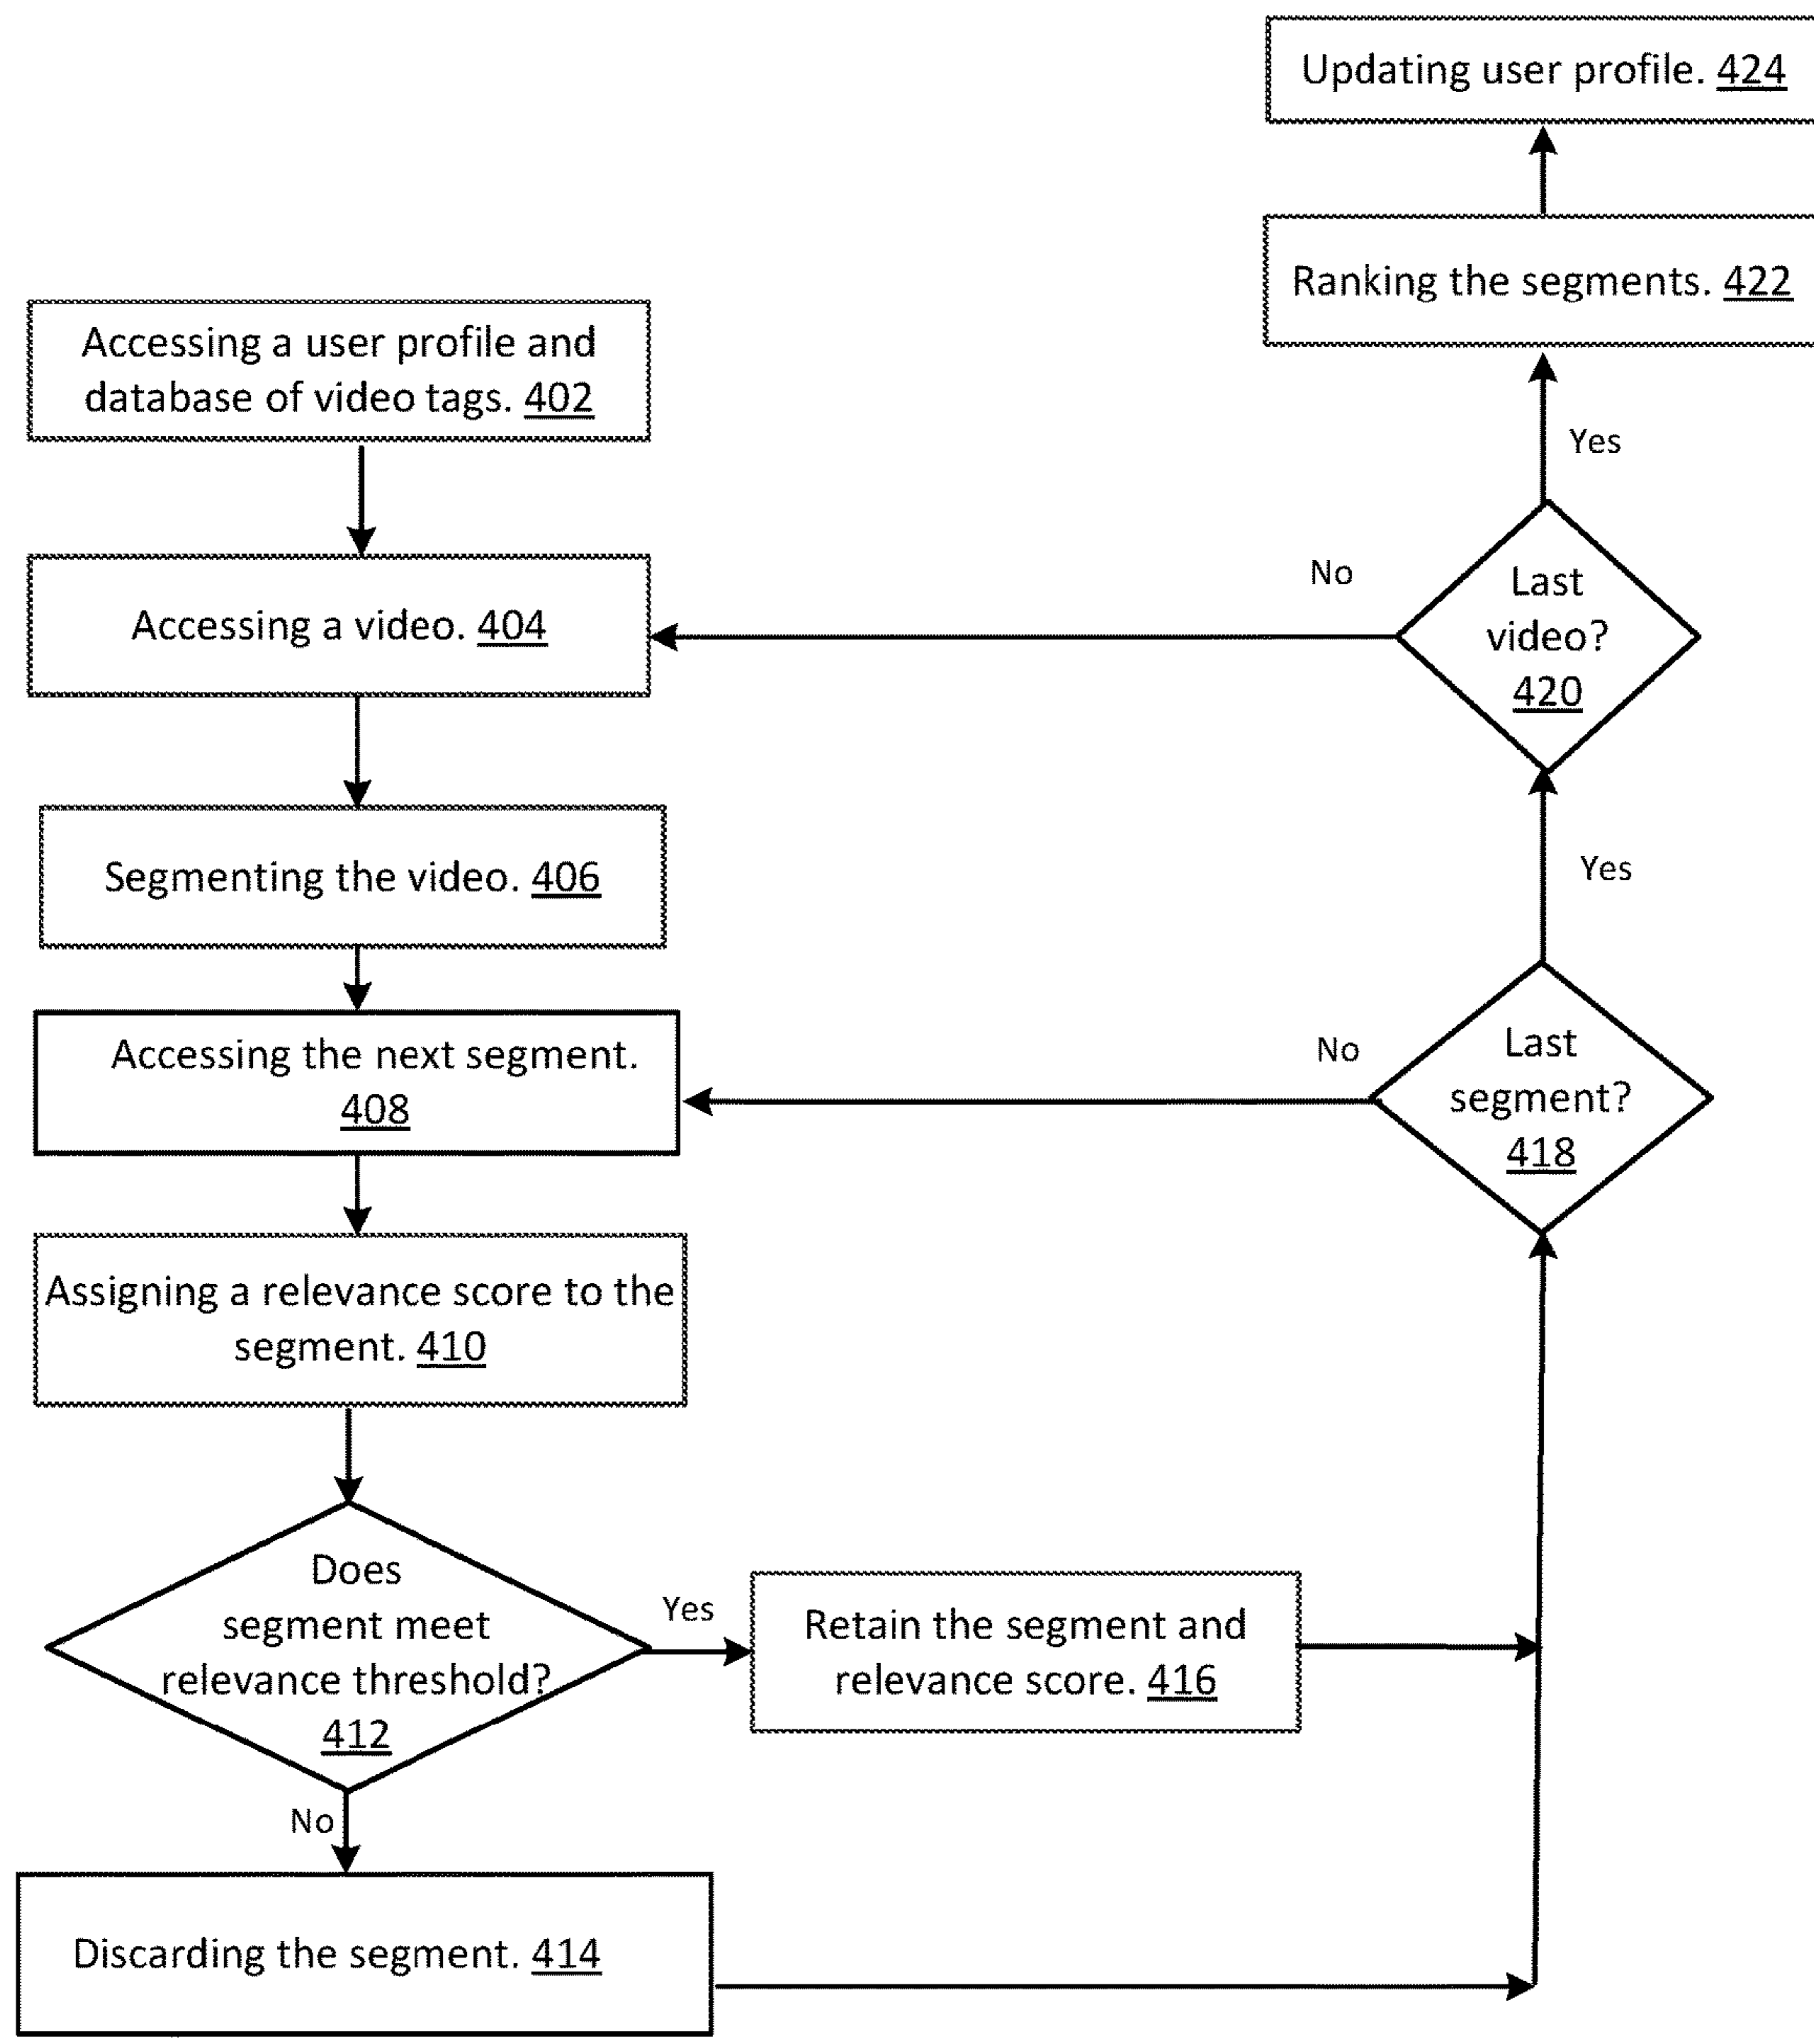 Updating user profile. 424
Ranking the segments. 422
Accessing a user profile and
database of video tags. 402
Yes
No
Last
video?
420
Accessing a video. 404
Segmenting the video. 406
Yes
Accessing the next segment.
408
No
Last
segment?
418
Assigning a relevance score to the
segment. 410
Does
segment meet
relevance threshold?
412
Yes
Retain the segment and
relevance score. 416
No
Discarding the segment. 414